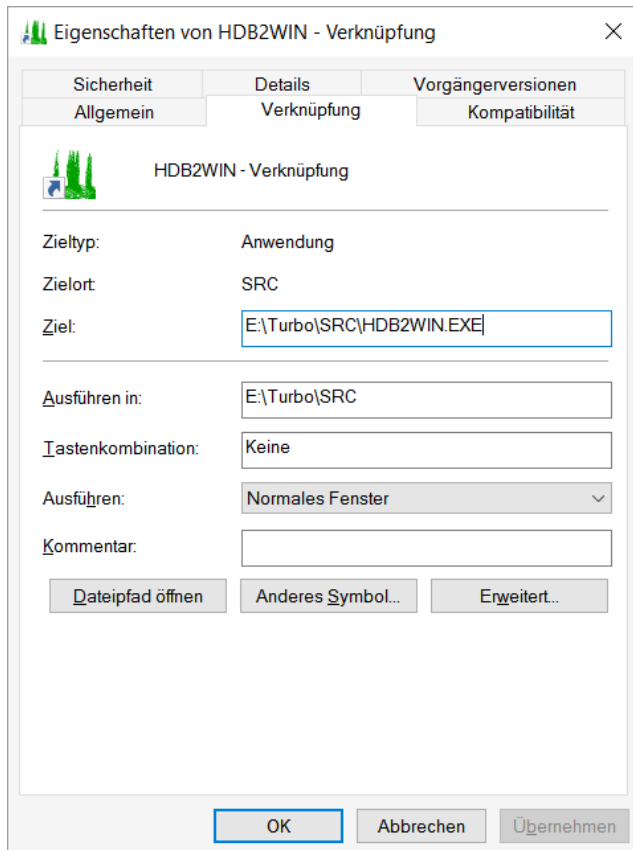 Eigenschaften von HDB2WIN - Verknüpfung
Sicherheit Details Vorgängerversionen
Allgemein Verknüpfung Kompatibilität
HDB2WIN - Verknüpfung
Zieltyp: Anwendung
Zielort: SRC
Ziel: E:\Turbo\SRC\HDB2WIN.EXE
Ausführen in: E:\Turbo\SRC
Tastenkombination: Keine
Ausführen: Normales Fenster
Kommentar:
Dateipfad öffnen Anderes Symbol... Erweitert...
OK Abbrechen Übernehmen